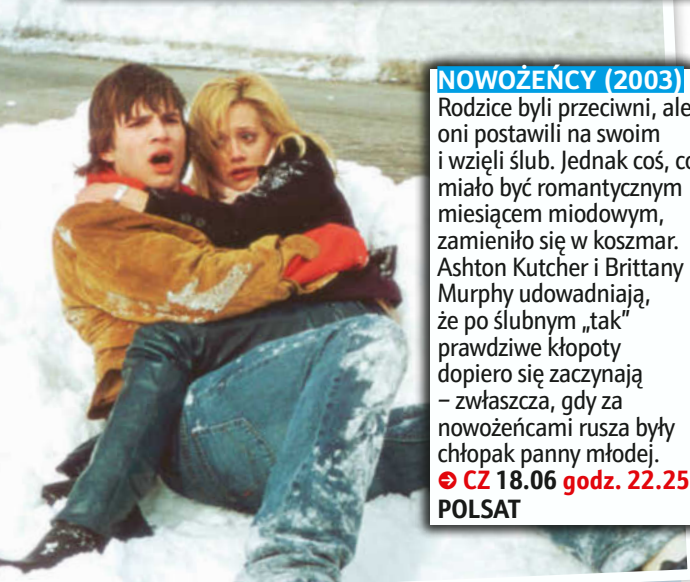 NOWOŻEŃCY (2003)
Rodzice byli przeciwni, ale
oni postawili na swoim
i wzięli ślub. Jednak coś, co
miało być romantycznym
miesiącem miodowym,
zamieniło się w koszmar.
Ashton Kutcher i Brittany
Murphy udowadniają,
że po ślubnym „tak”
prawdziwe kłopoty
dopiero się zaczynają
– zwłaszcza, gdy za
nowożeńcami rusza były
chłopak panny młodej.
CZ 18.06 godz. 22.25
POLSAT